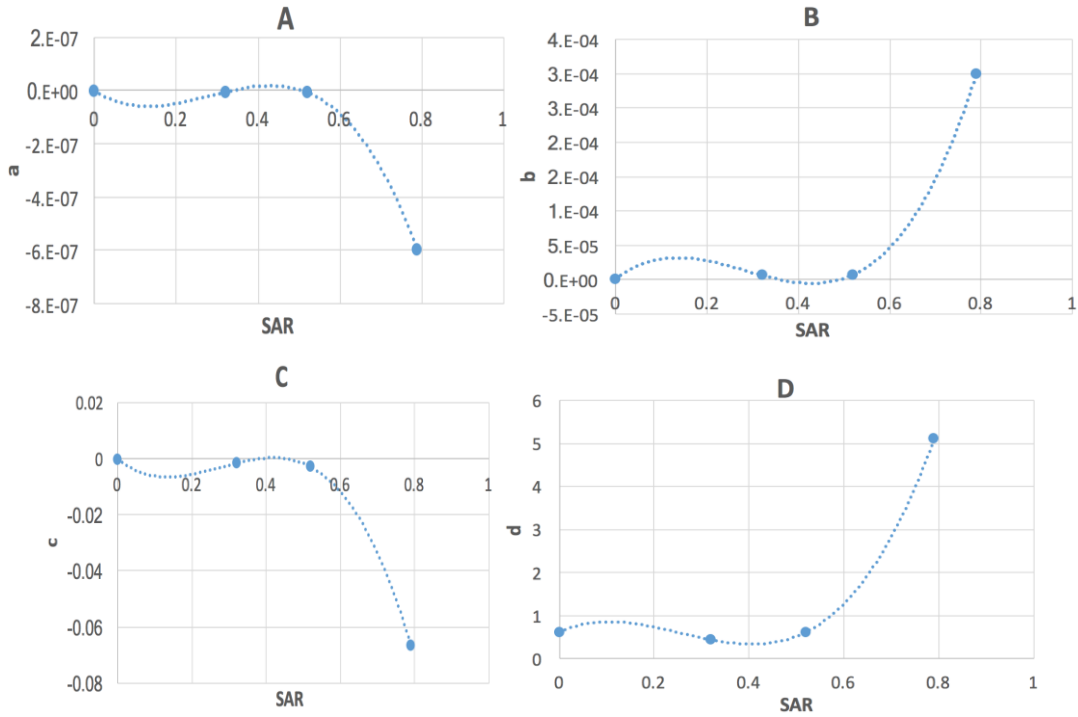 A
2.E-07
0.E+00
0
0.2
0.4
0.6
0.8
1
-2.E-07
a
-4.E-07
-6.E-07
-8.E-07
SAR
B
4.E-04
3.E-04
3.E-04
2.E-04
b
2.E-04
1.E-04
5.E-05
0.E+00
0
0.2
0.4
0.6
0.8
1
-5.E-05
SAR
C
0.02
0
0
0.2
0.4
0.6
0.8
1
-0.02
c
-0.04
-0.06
-0.08
SAR
D
6
5
4
d
3
2
1
0
0
0.2
0.4
0.6
0.8
1
SAR